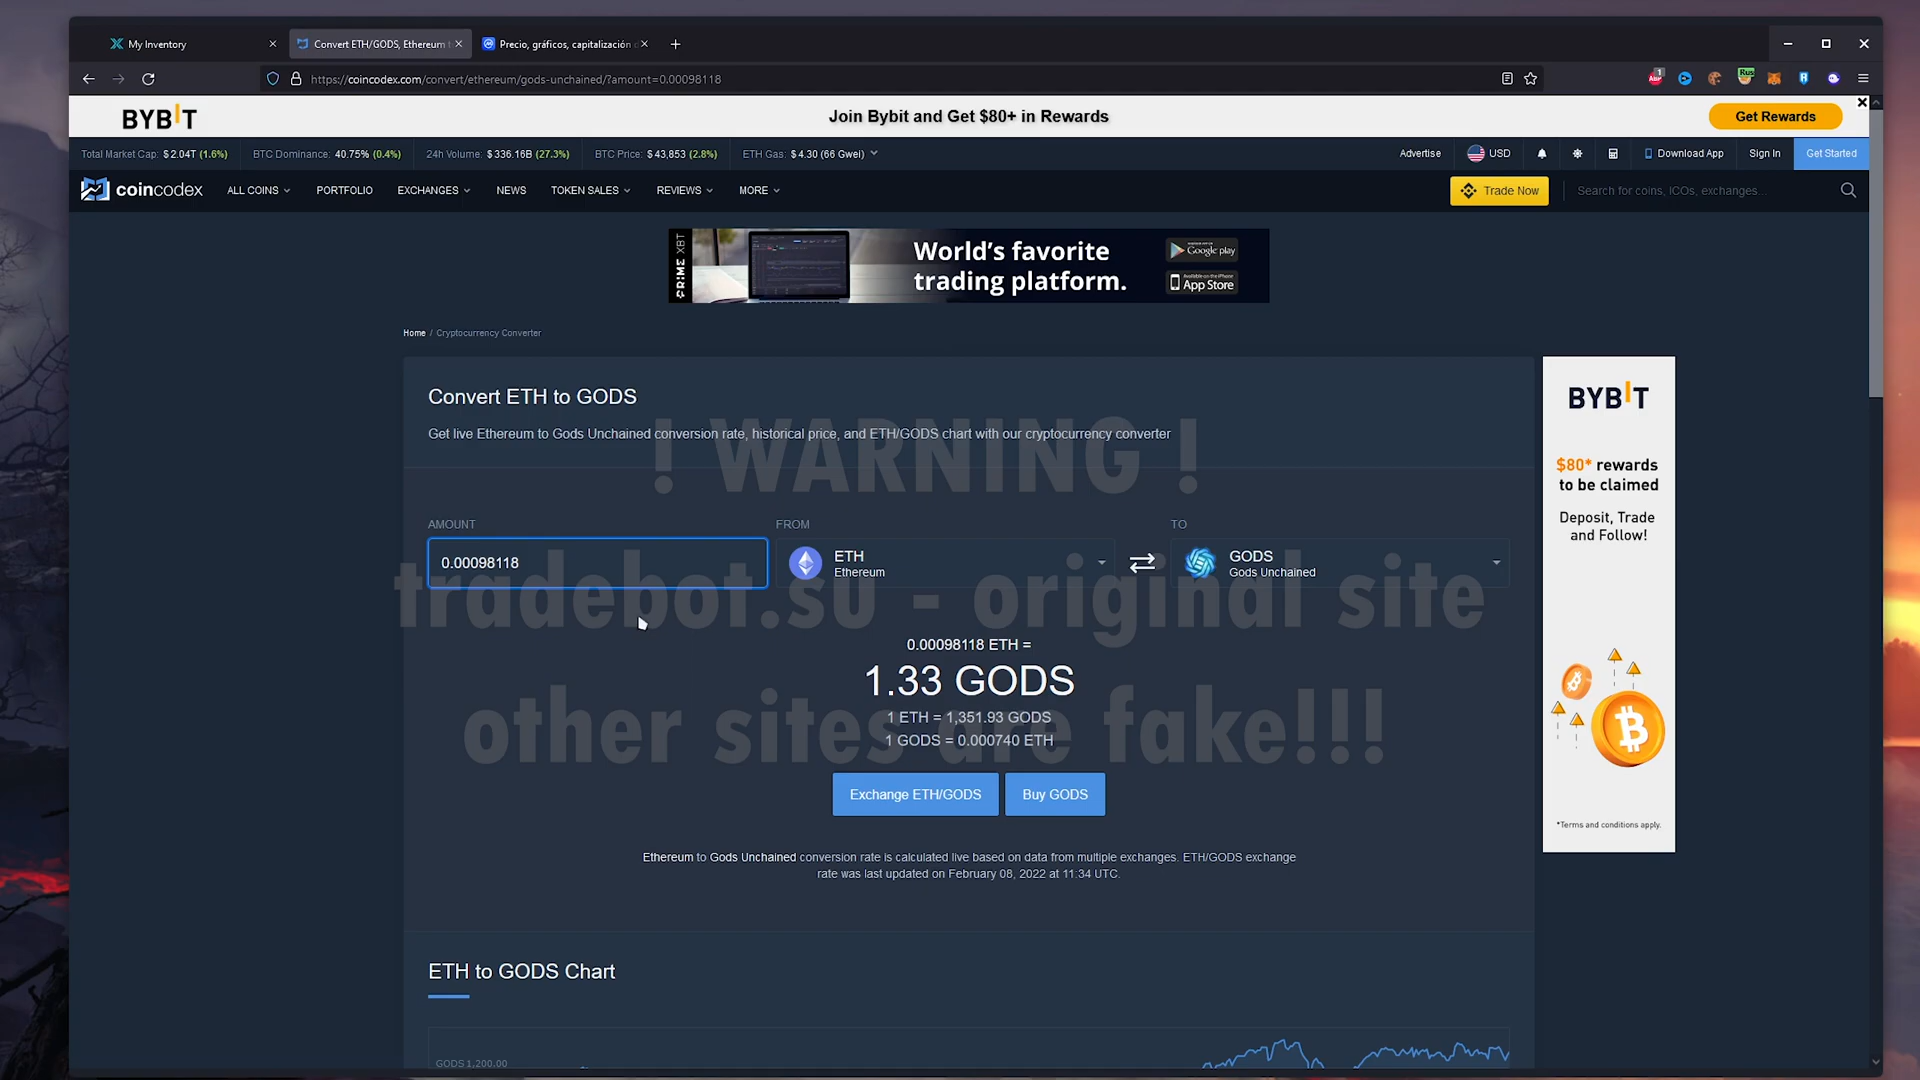 My Inventory
Convert ETH/GODS, Ethereum
Precio, gráficos, capitalización
https://coincodex.com/convert/ethereum/gods-unchained/?amount=0.00098118
1
Rus
BYBIT
Join Bybit and Get $80+ in Rewards
Get Rewards
Total Market Cap: $ 2.04T (1.6%)
BTC Dominance: 40.75% (0.4%)
24h Volume: $ 336.16B (27.3%)
BTC Price: $ 43,853 (2.8%)
ETH Gas: $ 4.30 (66 Gwei)
Advertise
USD
Download App
Sign In
Get Started
coincodex
ALL COINS
PORTFOLIO
EXCHANGES
NEWS
TOKEN SALES
REVIEWS
MORE
Trade Now
Search for coins, ICOs, exchanges...
PRIME XBT
World's favorite
trading platform.
Google play
Available on the iPhone
App Store
Home / Cryptocurrency Converter
Convert ETH to GODS
Get live Ethereum to Gods Unchained conversion rate, historical price, and ETH/GODS chart with our cryptocurrency converter
! WARNING !
AMOUNT
FROM
TO
0.00098118
ETH
Ethereum
GODS
Gods Unchained
tradebot.su - original site
0.00098118 ETH =
1.33 GODS
1 ETH = 1,351.93 GODS
1 GODS = 0.000740 ETH
other sites are fake!!!
Exchange ETH/GODS
Buy GODS
Ethereum to Gods Unchained conversion rate is calculated live based on data from multiple exchanges. ETH/GODS exchange
rate was last updated on February 08, 2022 at 11:34 UTC.
ETH to GODS Chart
GODS 1,200.00
BYBIT
$80* rewards
to be claimed
Deposit, Trade
and Follow!
*Terms and conditions apply.